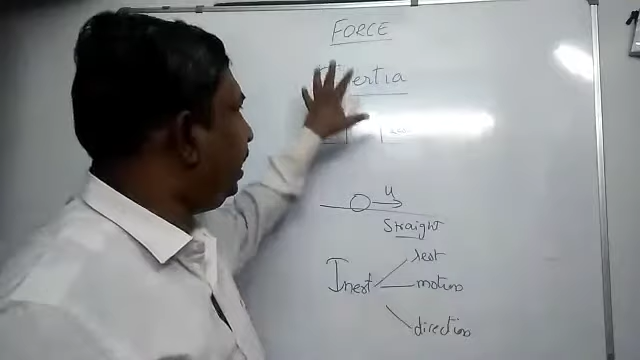 FORCE
ertia
u
Straight
Inert
rest
motion
direction